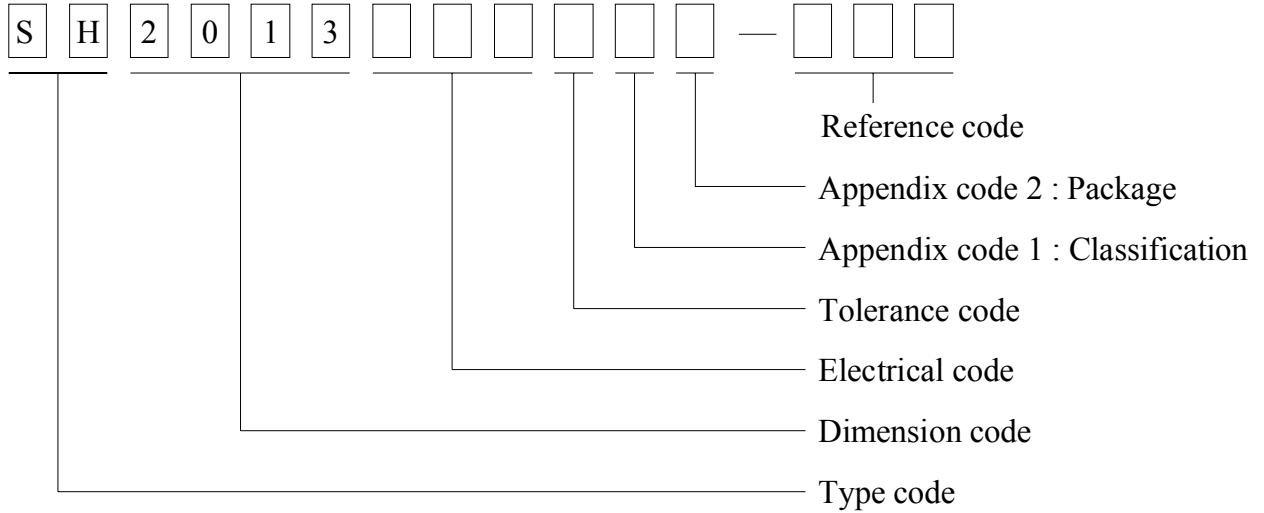 S H 2 0 1 3 —
Reference code
Appendix code 2 : Package
Appendix code 1 : Classification
Tolerance code
Electrical code
Dimension code
Type code